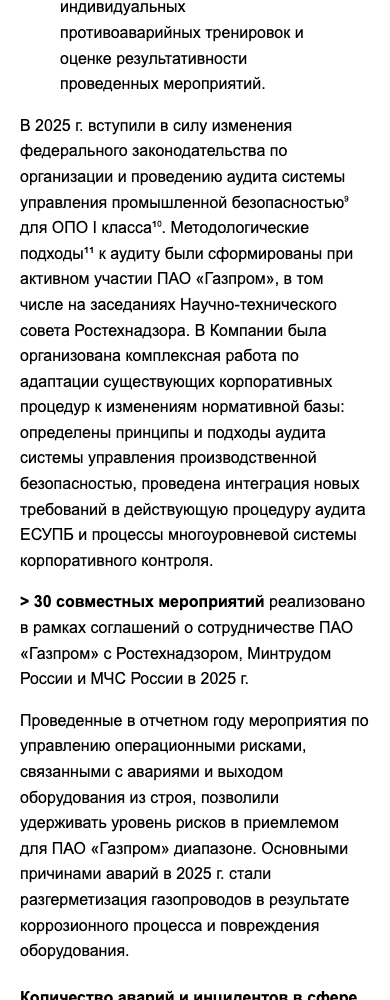 индивидуальных
противоаварийных тренировок и
оценке результативности
проведенных мероприятий.
В 2025 г. вступили в силу изменения
федерального законодательства по
организации и проведению аудита системы
управления промышленной безопасностью⁹
для ОПО I класса¹⁰. Методологические
подходы¹¹ к аудиту были сформированы при
активном участии ПАО «Газпром», в том
числе на заседаниях Научно-технического
совета Ростехнадзора. В Компании была
организована комплексная работа по
адаптации существующих корпоративных
процедур к изменениям нормативной базы:
определены принципы и подходы аудита
системы управления производственной
безопасностью, проведена интеграция новых
требований в действующую процедуру аудита
ЕСУПБ и процессы многоуровневой системы
корпоративного контроля.
> 30 совместных мероприятий реализовано
в рамках соглашений о сотрудничестве ПАО
«Газпром» с Ростехнадзором, Минтрудом
России и МЧС России в 2025 г.
Проведенные в отчетном году мероприятия по
управлению операционными рисками,
связанными с авариями и выходом
оборудования из строя, позволили
удерживать уровень рисков в приемлемом
для ПАО «Газпром» диапазоне. Основными
причинами аварий в 2025 г. стали
разгерметизация газопроводов в результате
коррозионного процесса и повреждения
оборудования.
Количество аварий и инцидентов в сфере